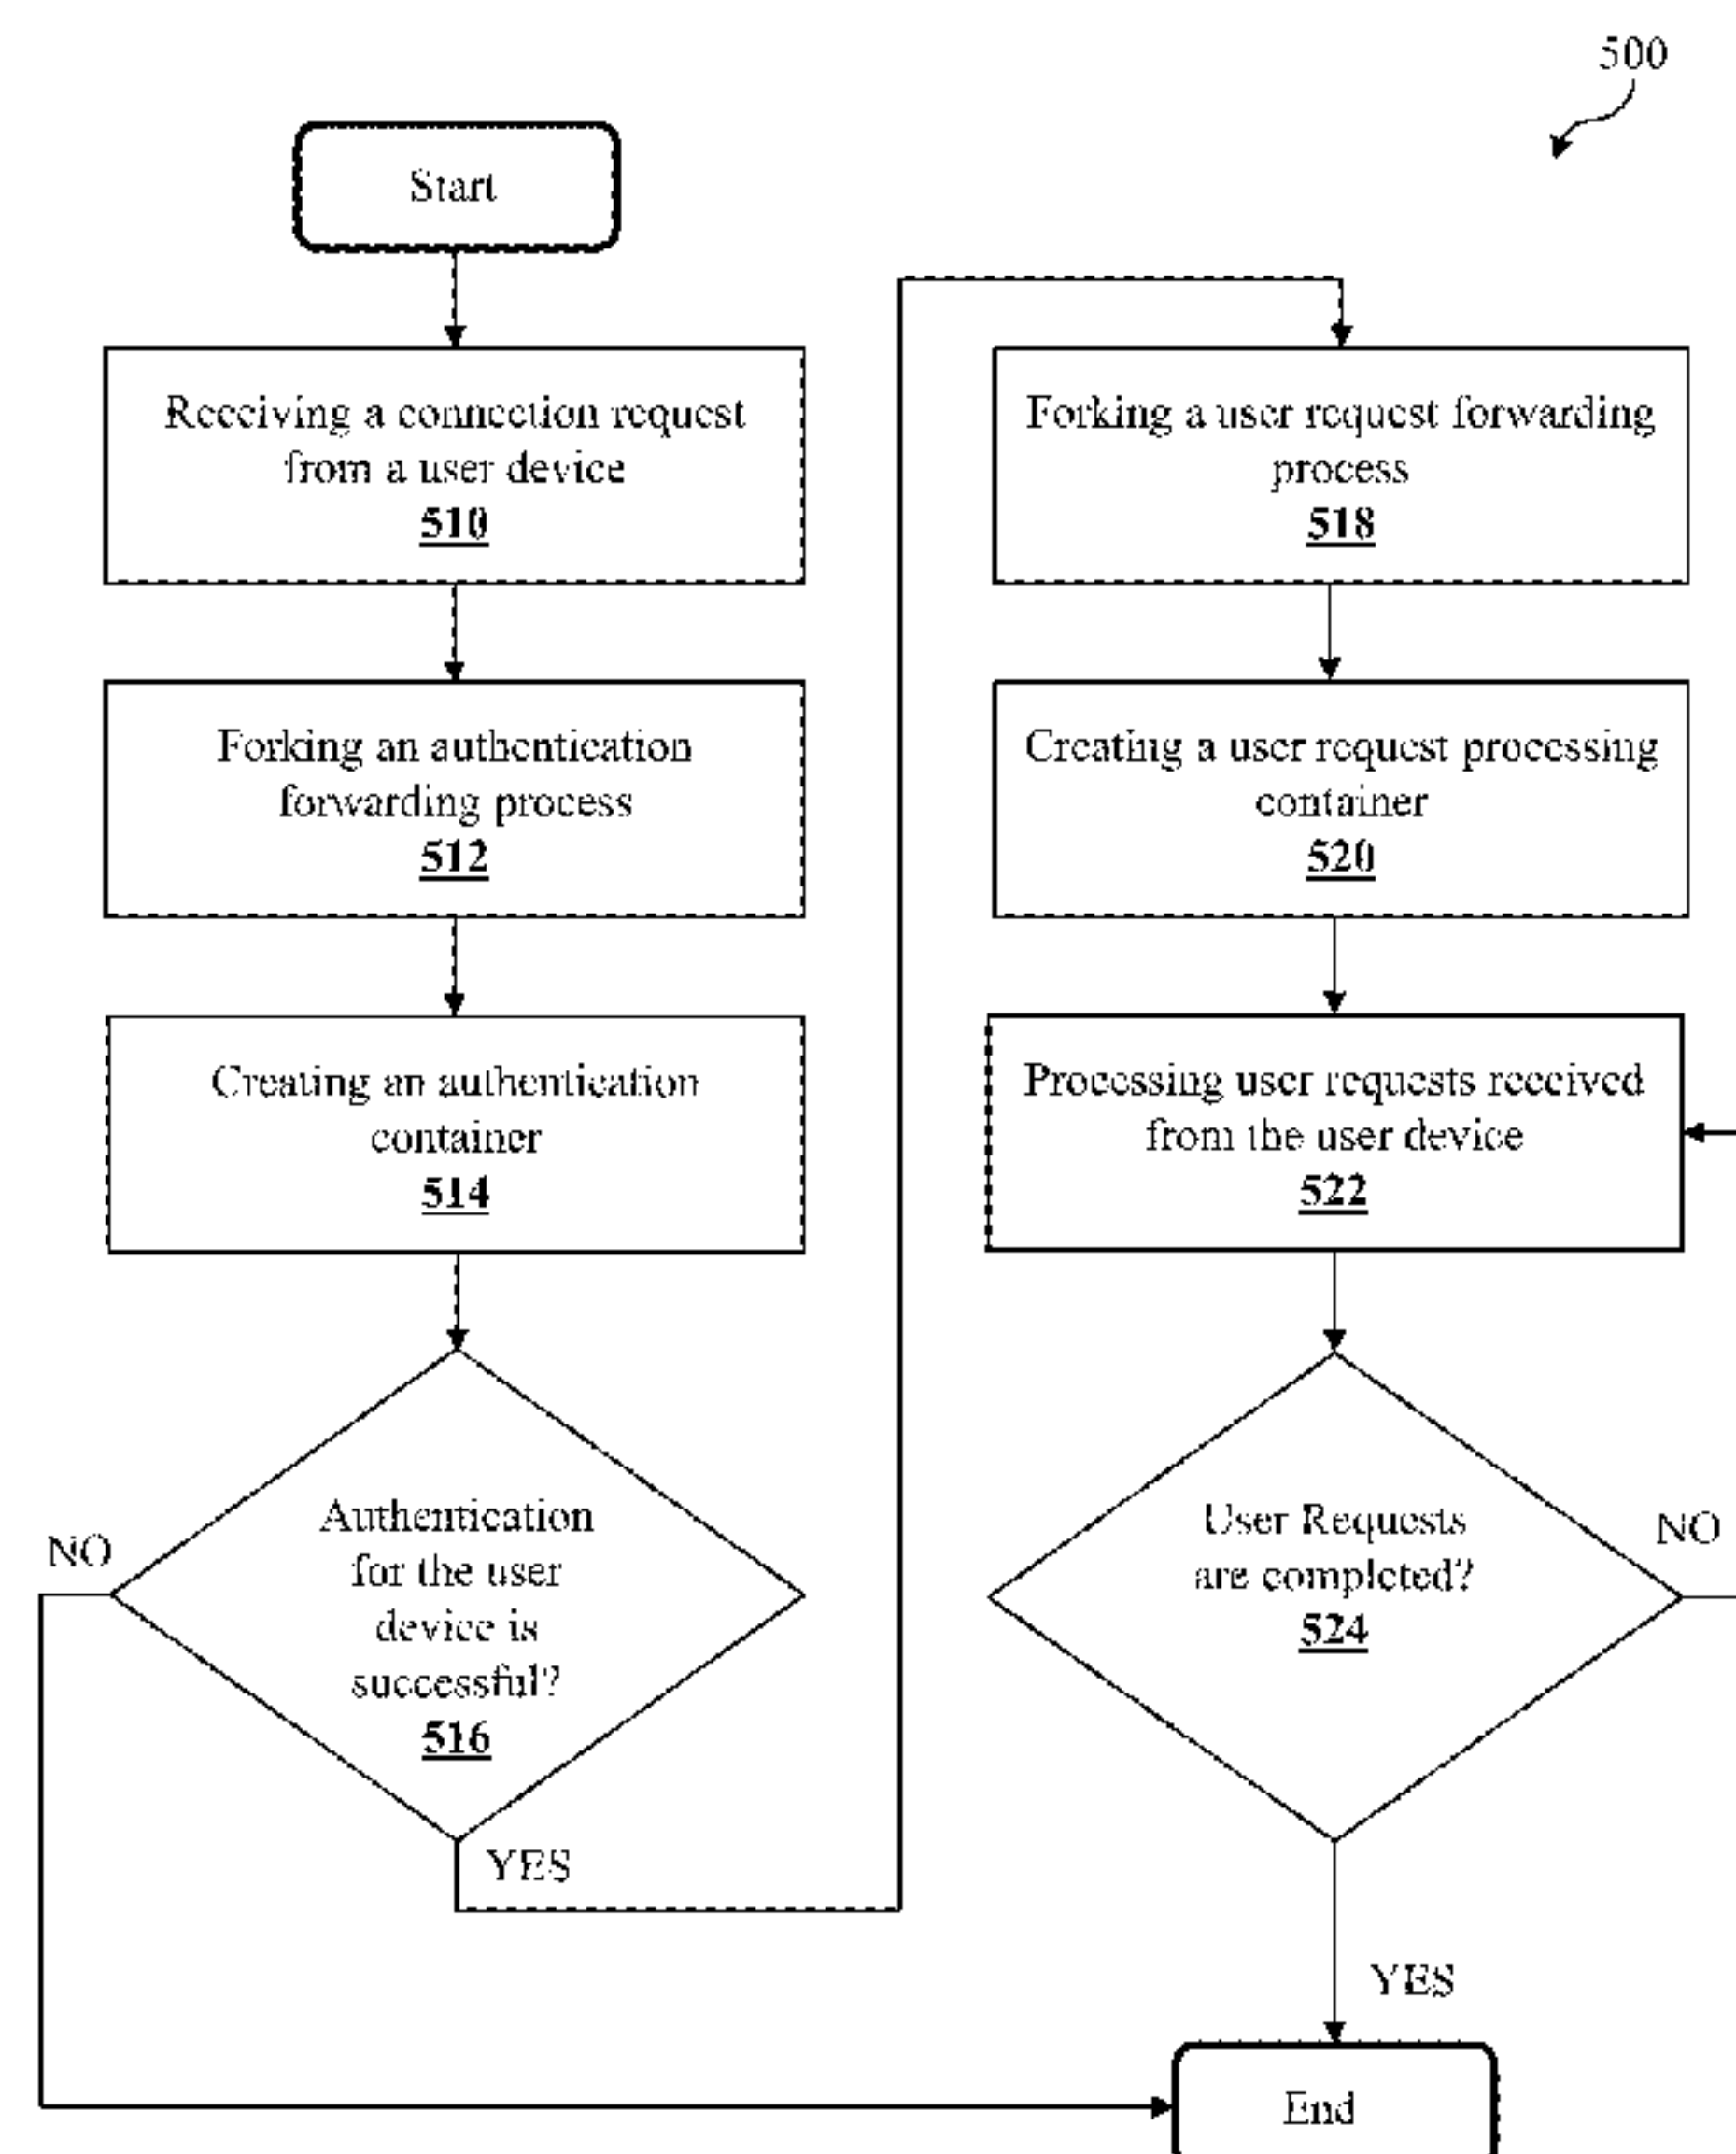 500
Start
Receiving a connection request
from a user device
510
Forking an authentication
forwarding process
512
Creating an authentication
container
514
Authentication
for the user
device is
successful?
516
NO
YES
Forking a user request forwarding
process
518
Creating a user request processing
container
520
Processing user requests received
from the user device
522
User Requests
are completed?
524
NO
YES
End